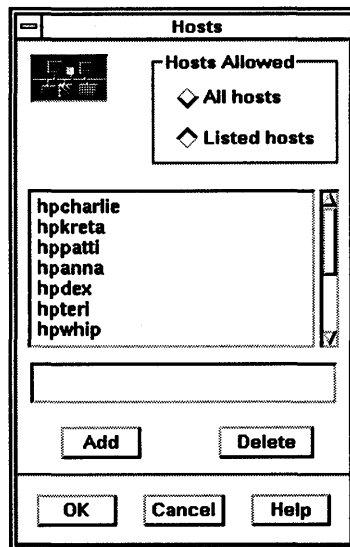 Hosts
Hosts Allowed
All hosts
Listed hosts
hpcharlie
hpkreta
hppatti
hpanna
hpdex
hpteri
hpwhip
Add Delete
OK Cancel Help